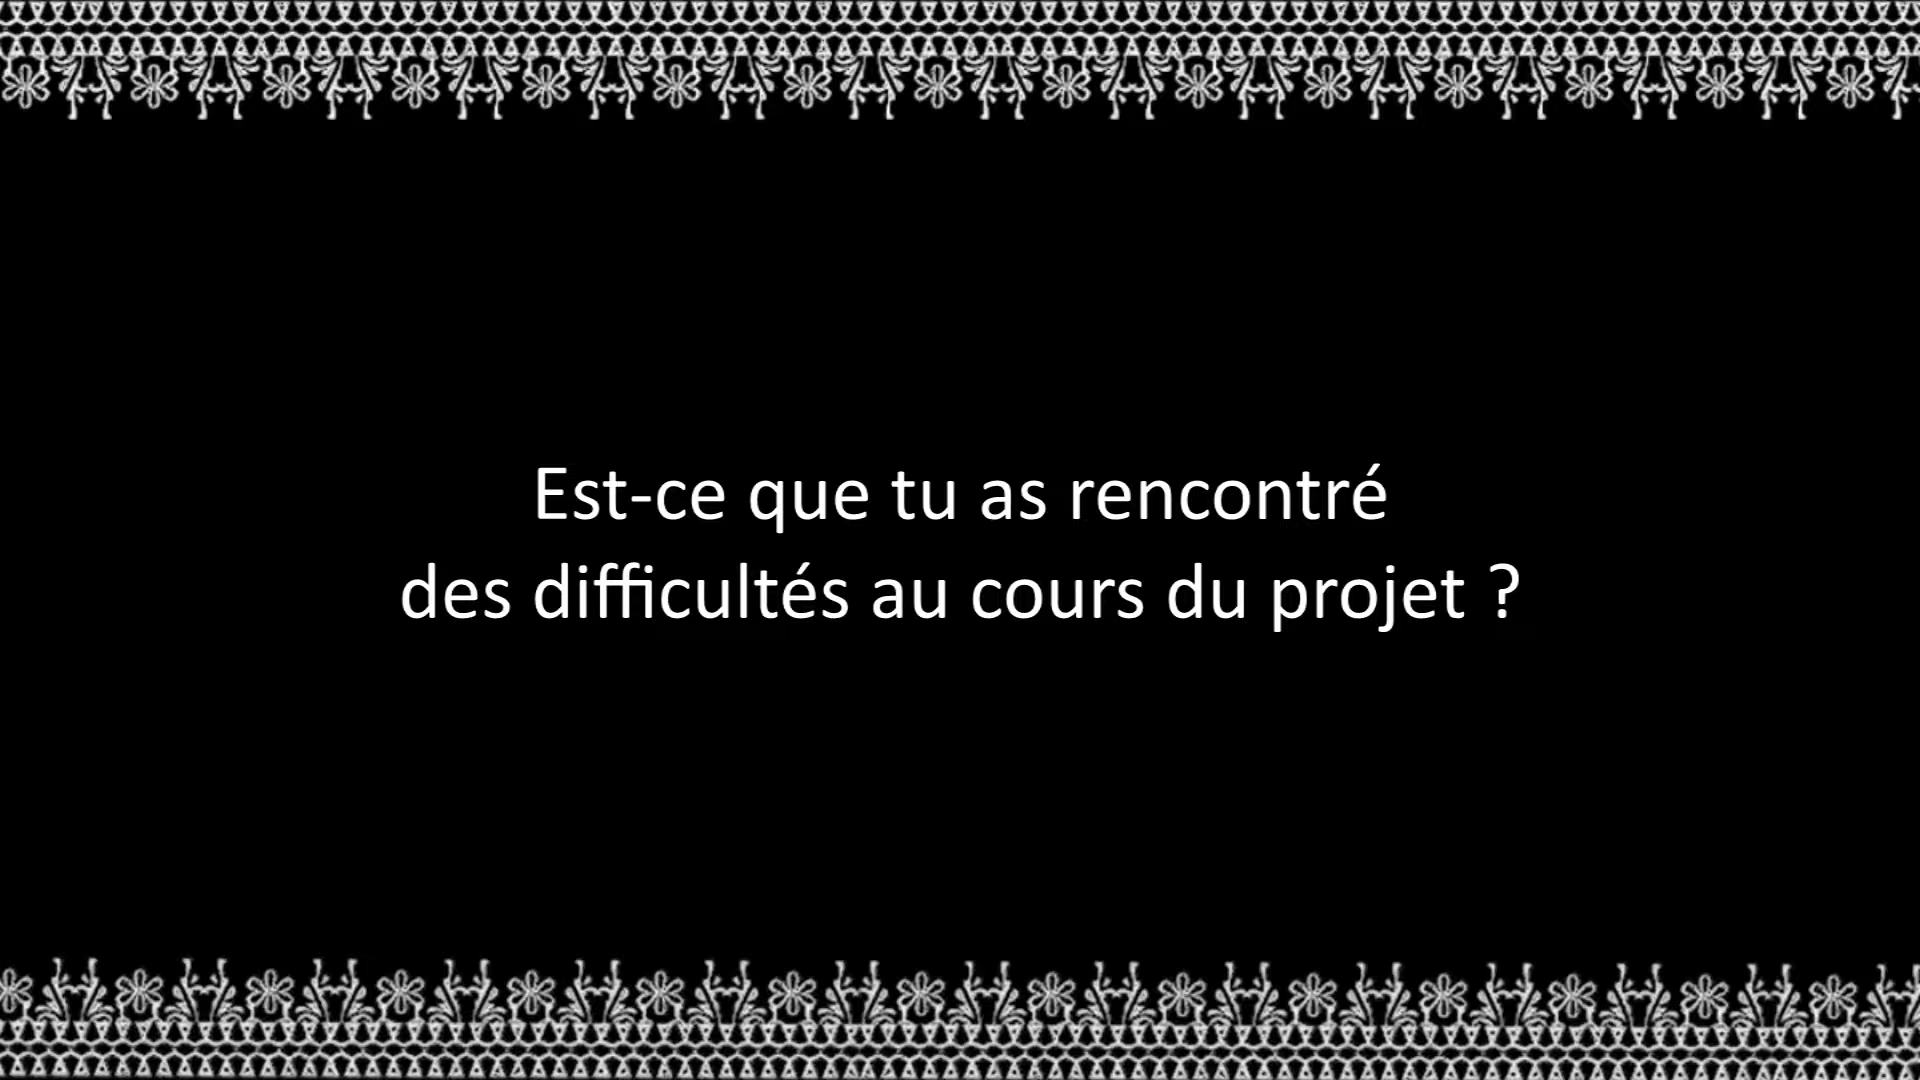 Est-ce que tu as rencontré
des difficultés au cours du projet ?